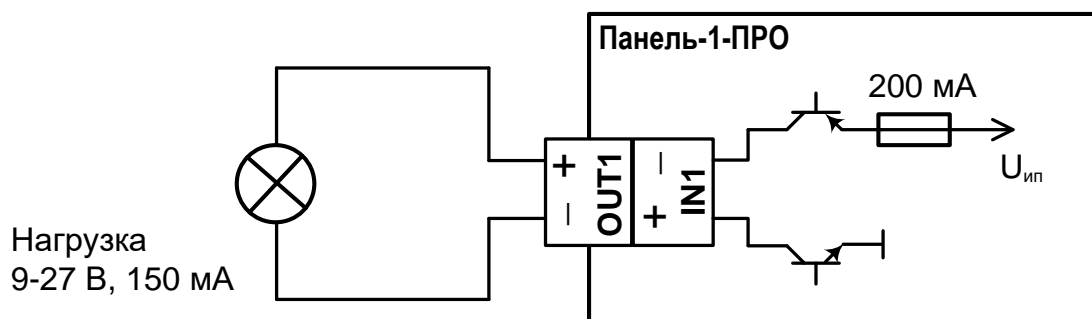 Панель-1-ПРО
200 мА
Uип
+ −
OUT1
− +
IN1
Нагрузка
9-27 В, 150 мА